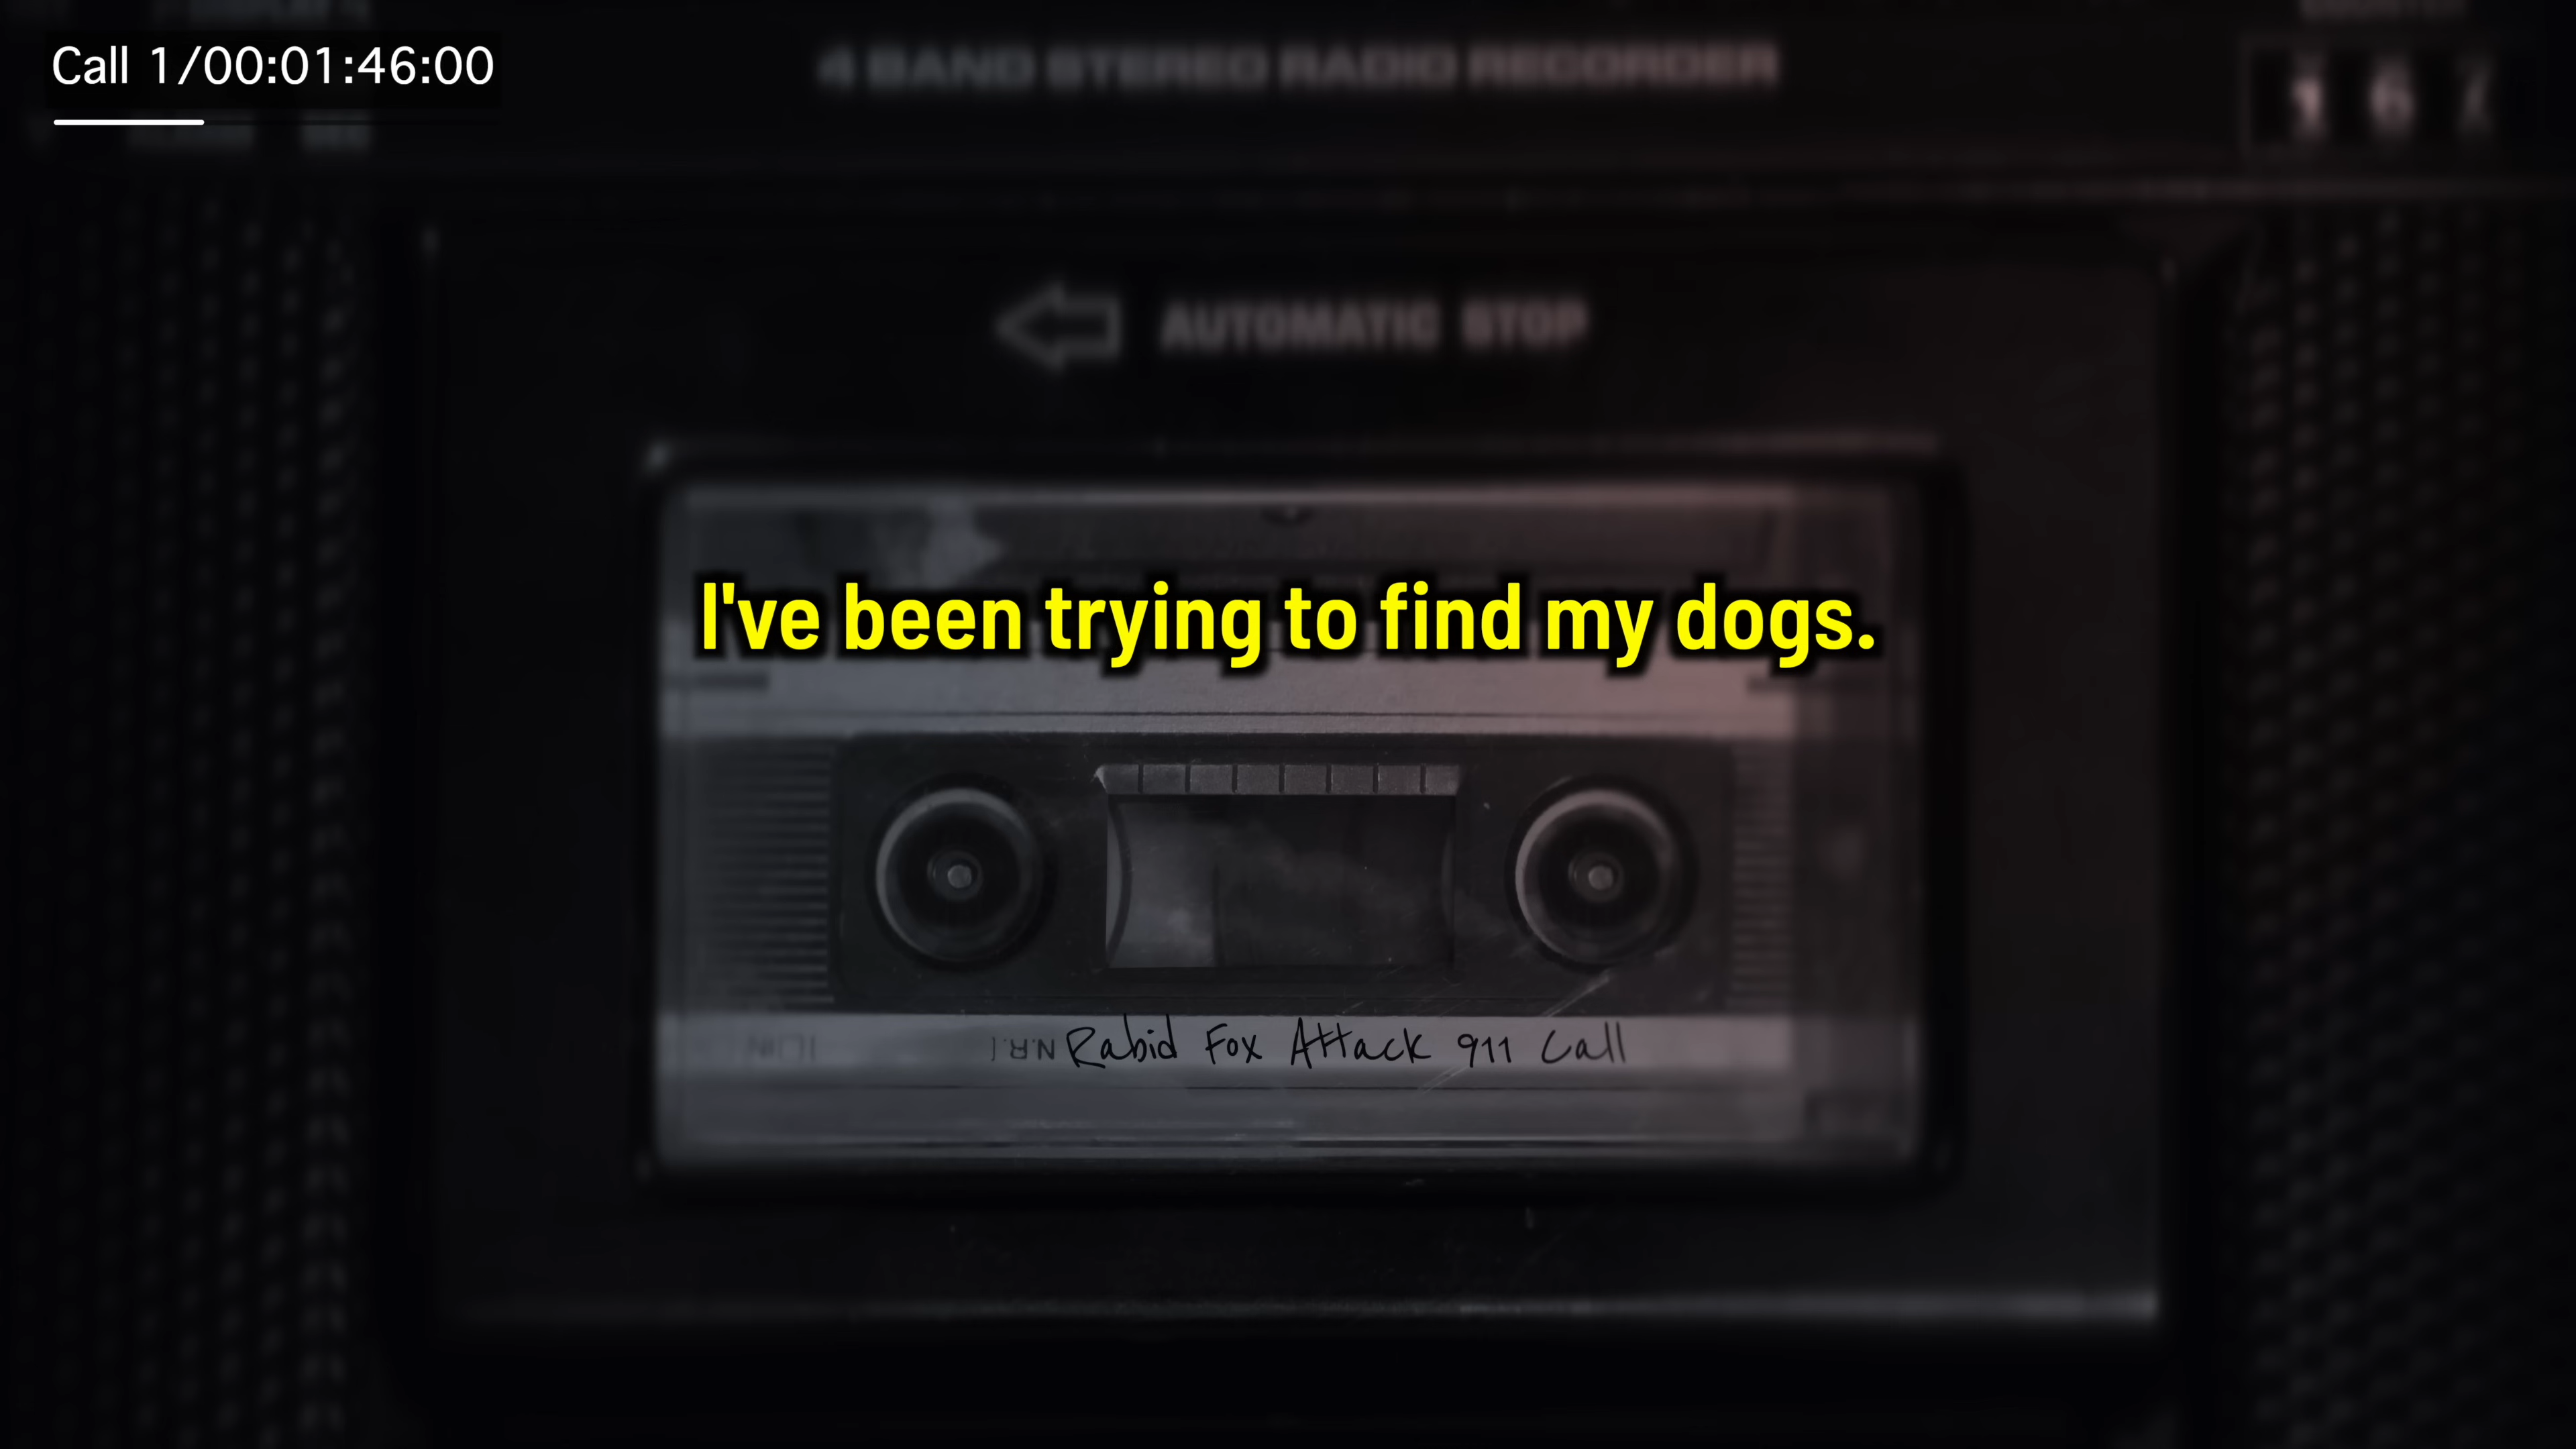 Call 1/00:01:46:00
4 BAND STEREO RADIO RECORDER
AUTOMATIC STOP
I've been trying to find my dogs.
Rabid Fox Attack 911 Call